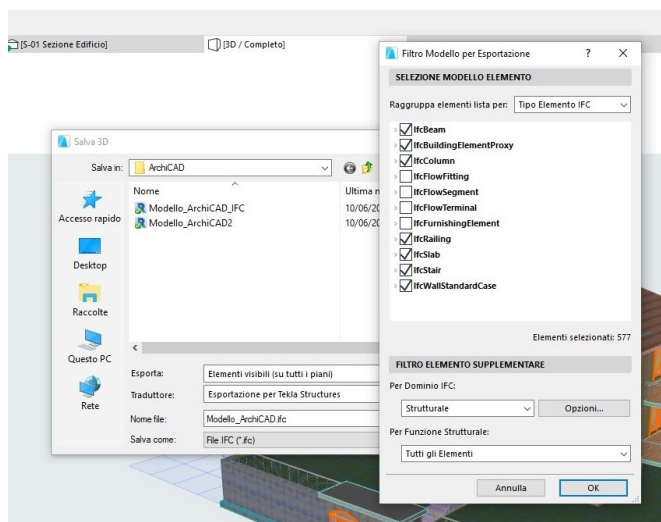 [S-01 Sezione Edificio]
[3D / Completo]
Salva 3D
Salva in:
ArchiCAD
Accesso rapido
Desktop
Raccolte
Questo PC
Rete
Nome
Ultima
Modello_ArchiCAD_IFC
10/06/20
Modello_ArchiCAD2
10/06/20
Esporta:
Elementi visibili (su tutti i piani)
Traduttore:
Esportazione per Tekla Structures
Nome file:
Modello_ArchiCAD.ifc
Salva come:
File IFC (*.ifc)
Filtro Modello per Esportazione
?
SELEZIONE MODELLO ELEMENTO
Raggruppa elementi lista per:
Tipo Elemento IFC
IfcBeam
IfcBuildingElementProxy
IfcColumn
IfcFlowFitting
IfcFlowSegment
IfcFlowTerminal
IfcFurnishingElement
IfcRailing
IfcSlab
IfcStair
IfcWallStandardCase
Elementi selezionati: 577
FILTRO ELEMENTO SUPPLEMENTARE
Per Dominio IFC:
Strutturale
Opzioni...
Per Funzione Strutturale:
Tutti gli Elementi
Annulla
OK